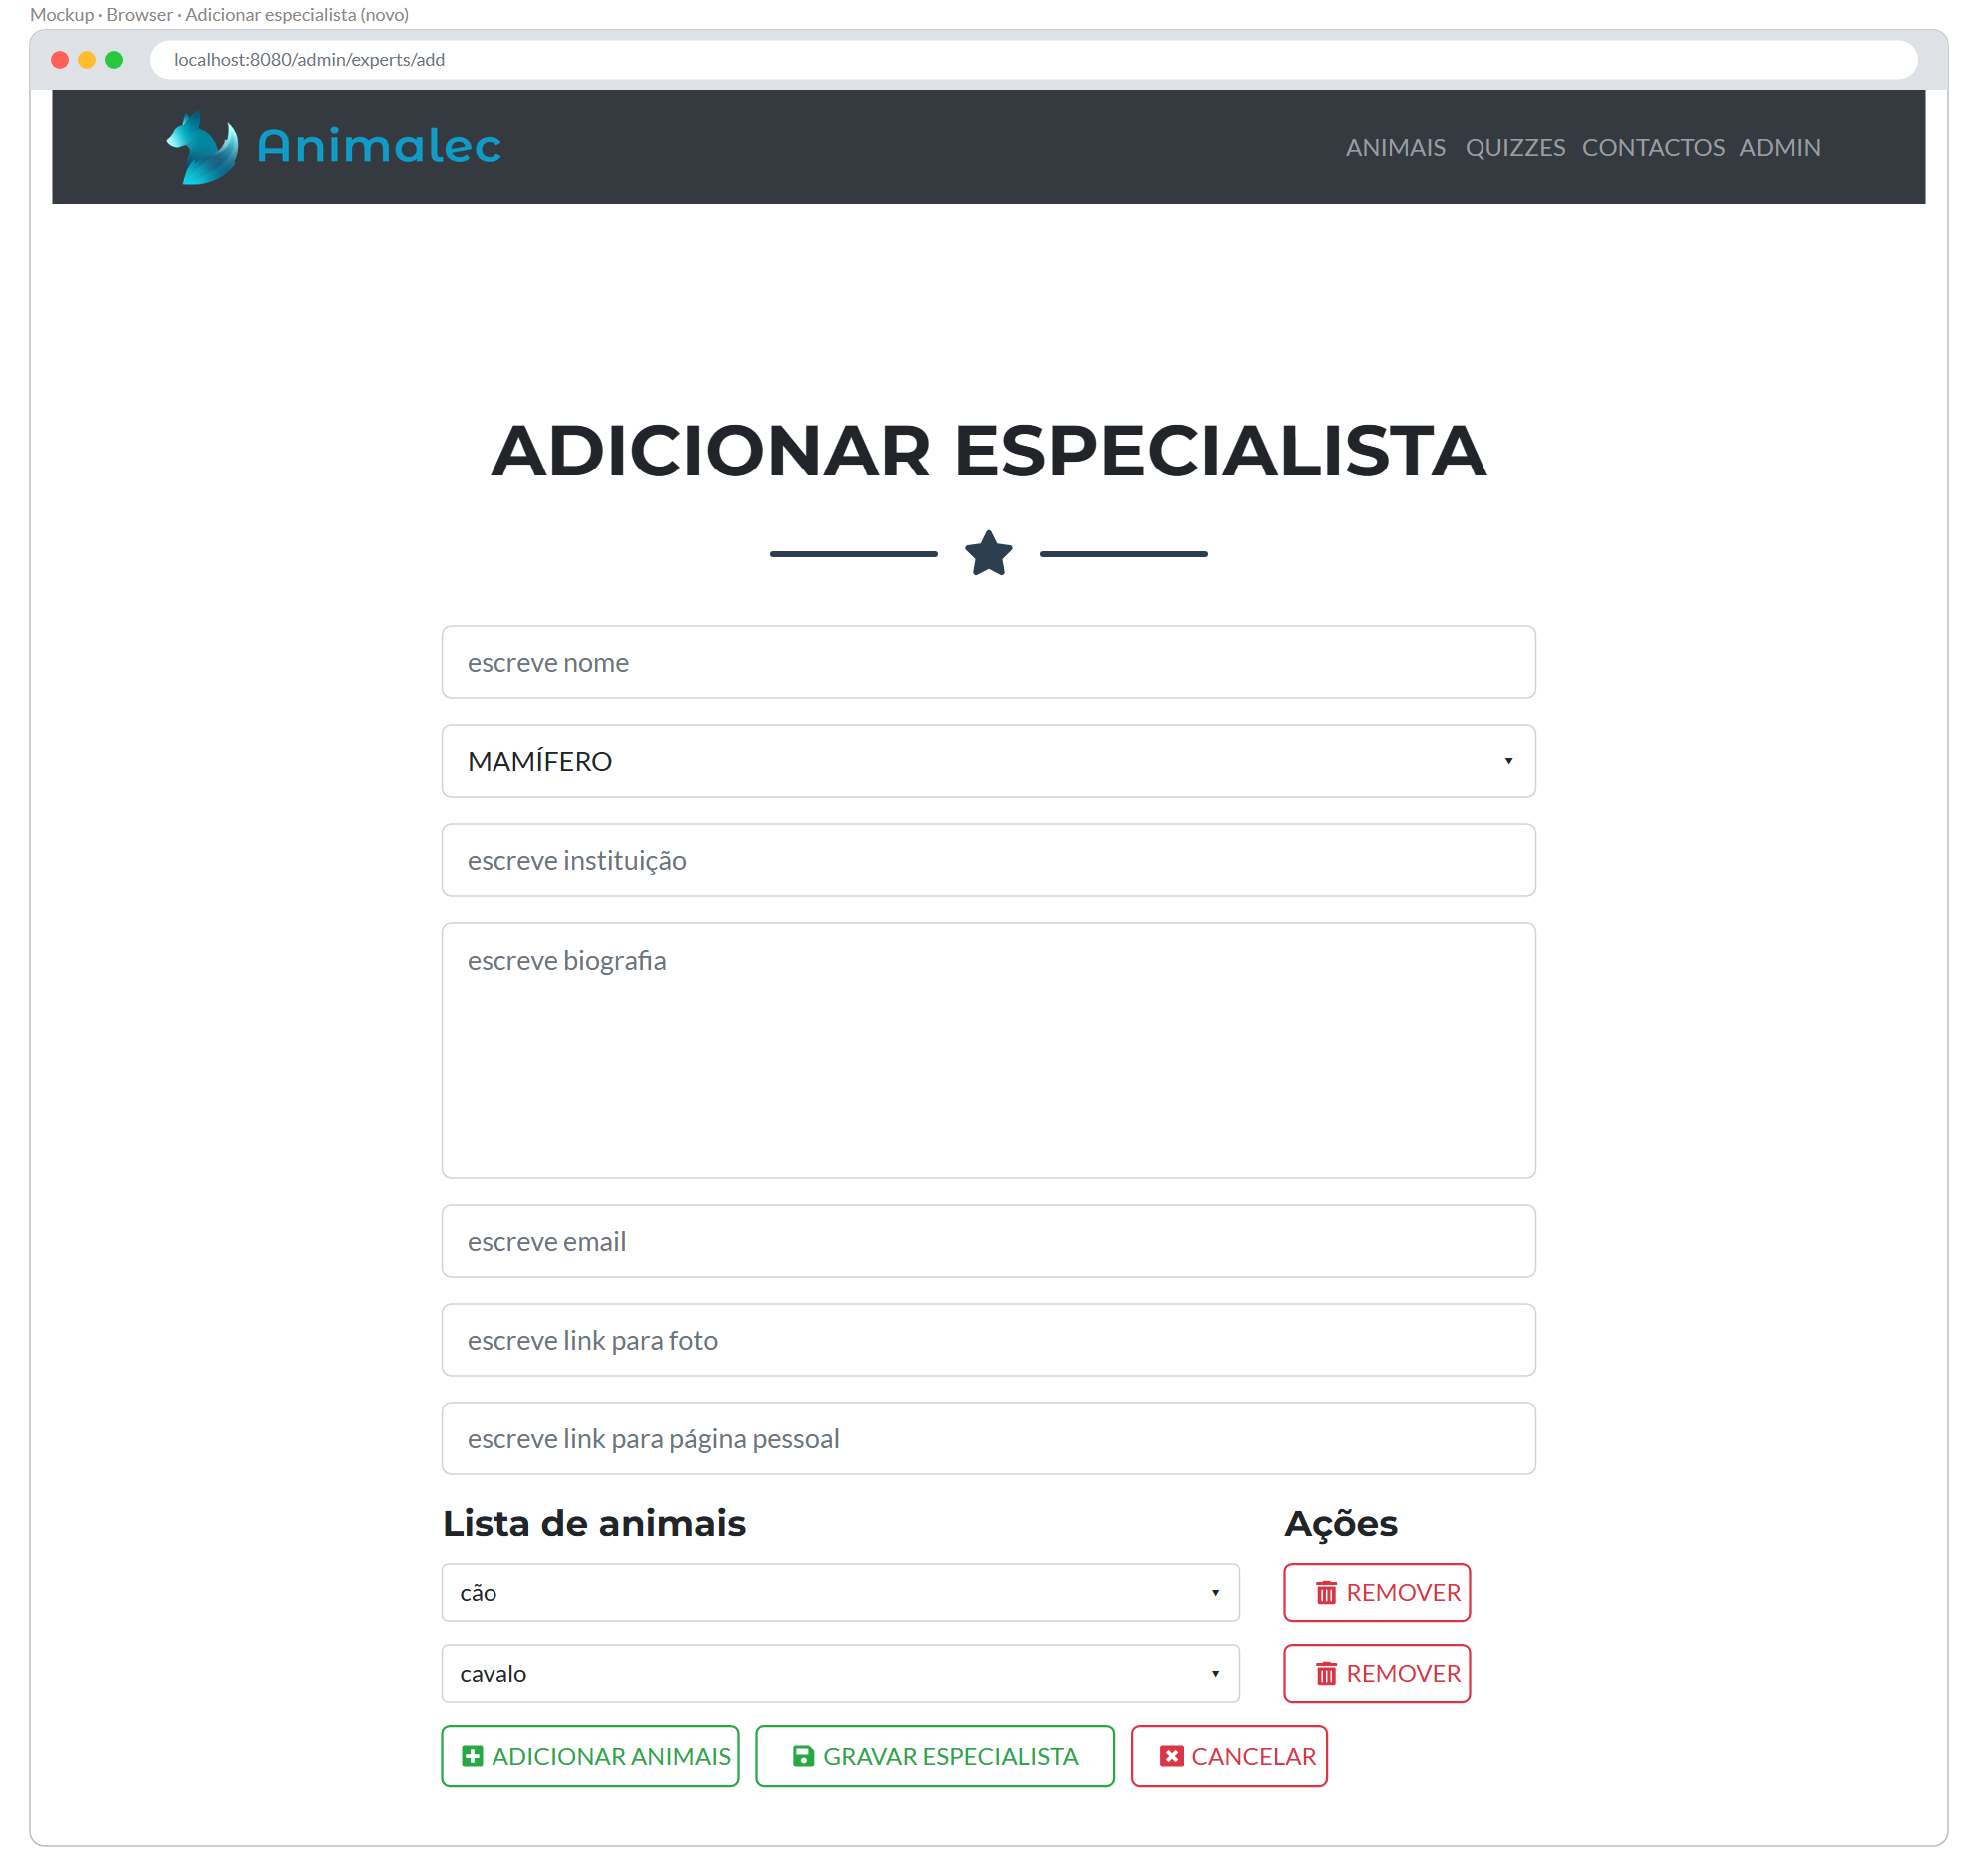 Mockup · Browser · Adicionar especialista (novo)
localhost:8080/admin/experts/add
Animalec
ANIMAIS QUIZZES CONTACTOS ADMIN
ADICIONAR ESPECIALISTA
escreve nome
MAMÍFERO
escreve instituição
escreve biografia
escreve email
escreve link para foto
escreve link para página pessoal
Lista de animais Ações
cão REMOVER
cavalo REMOVER
ADICIONAR ANIMAIS GRAVAR ESPECIALISTA CANCELAR